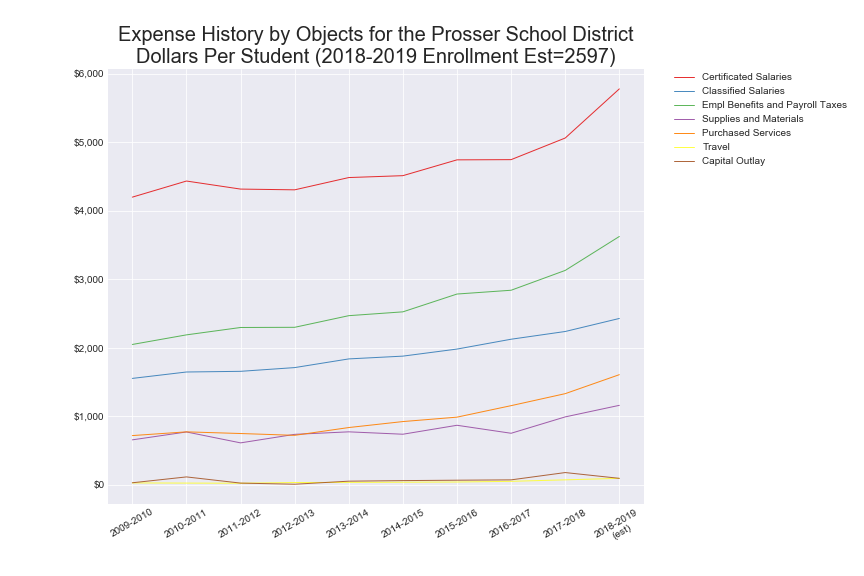 Expense History by Objects for the Prosser School District
Dollars Per Student (2018-2019 Enrollment Est=2597)
$6,000
$5,000
$4,000
$3,000
$2,000
$1,000
$0
2009-2010
2010-2011
2011-2012
2012-2013
2013-2014
2014-2015
2015-2016
2016-2017
2017-2018
2018-2019
(est)
Certificated Salaries
Classified Salaries
Empl Benefits and Payroll Taxes
Supplies and Materials
Purchased Services
Travel
Capital Outlay